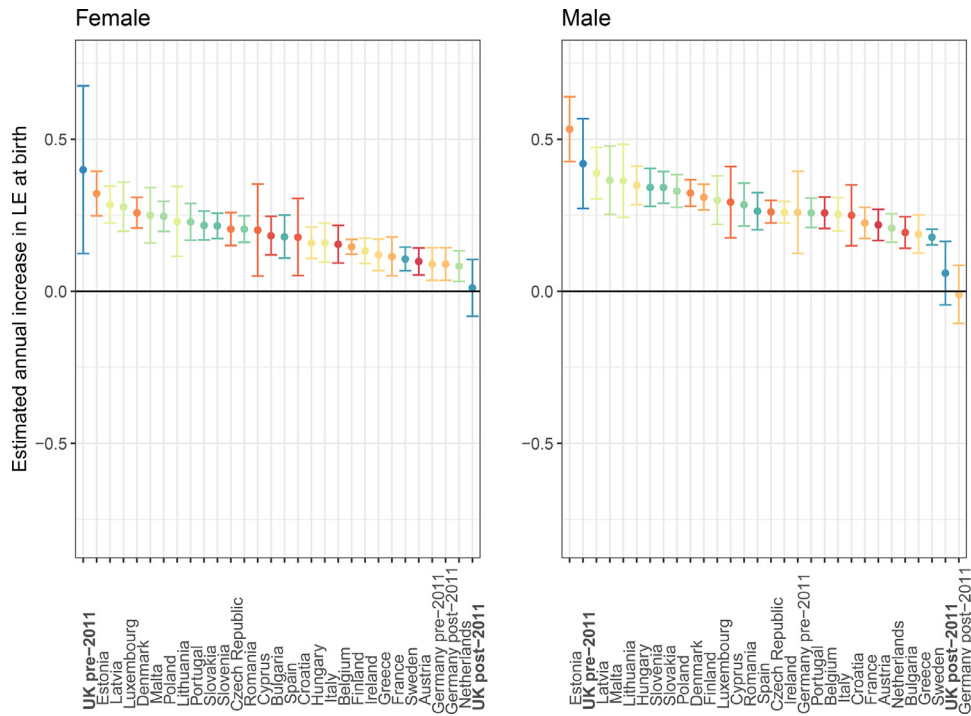 Female
Male
Estimated annual increase in LE at birth
0.5
0.0
−0.5
0.5
0.0
−0.5
UK pre−2011
Estonia
Latvia
Luxembourg
Denmark
Malta
Poland
Lithuania
Portugal
Slovakia
Slovenia
Czech Republic
Romania
Cyprus
Bulgaria
Spain
Croatia
Hungary
Italy
Belgium
Finland
Ireland
Greece
France
Sweden
Austria
Germany pre−2011
Germany post−2011
Netherlands
UK post−2011
Estonia
UK pre−2011
Latvia
Malta
Lithuania
Hungary
Slovenia
Slovakia
Poland
Denmark
Finland
Luxembourg
Cyprus
Romania
Spain
Czech Republic
Ireland
Germany pre−2011
Portugal
Belgium
Italy
Croatia
France
Austria
Netherlands
Bulgaria
Greece
Sweden
UK post−2011
Germany post−2011